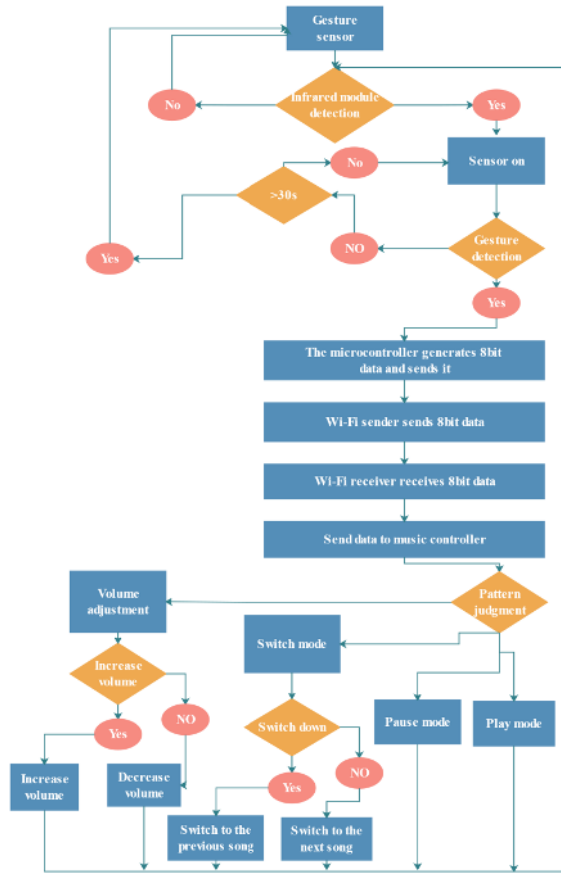 Gesture
sensor
Infrared module
detection
No
Yes
No
Sensor on
>30s
Yes
NO
Gesture
detection
Yes
The microcontroller generates 8bit
data and sends it
Wi-Fi sender sends 8bit data
Wi-Fi receiver receives 8bit data
Send data to music controller
Volume
adjustment
Pattern
judgment
Switch mode
Increase
volume
NO
Yes
Switch down
Pause mode
Play mode
NO
Yes
Increase
volume
Decrease
volume
Switch to the
previous song
Switch to the
next song